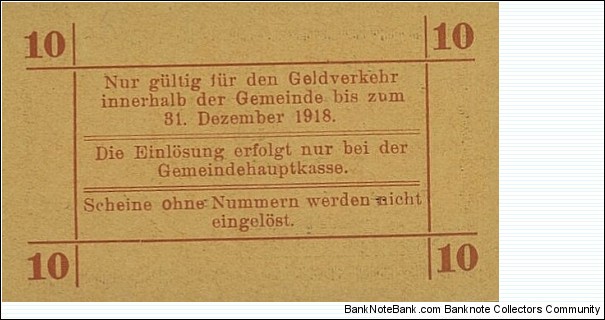 10 10
Nur gültig für den Geldverkehr
innerhalb der Gemeinde bis zum
31. Dezember 1918.
Die Einlösung erfolgt nur bei der
Gemeindehauptkasse.
Scheine ohne Nummern werden nicht
eingelöst.
10 10
BankNoteBank.com - Banknote Collectors Community